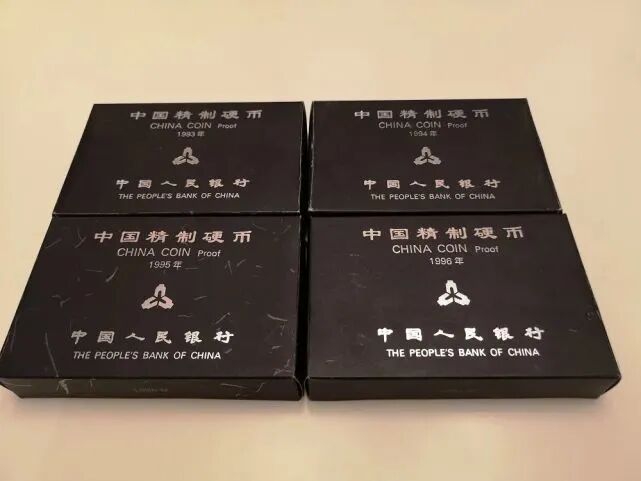 中国精制硬币
CHINA COIN Proof
1993年
中国人民银行
THE PEOPLE'S BANK OF CHINA
中国精制硬币
CHINA COIN Proof
1994年
中国人民银行
THE PEOPLE'S BANK OF CHINA
中国精制硬币
CHINA COIN Proof
1995年
中国人民银行
THE PEOPLE'S BANK OF CHINA
中国精制硬币
CHINA COIN Proof
1996年
中国人民银行
THE PEOPLE'S BANK OF CHINA